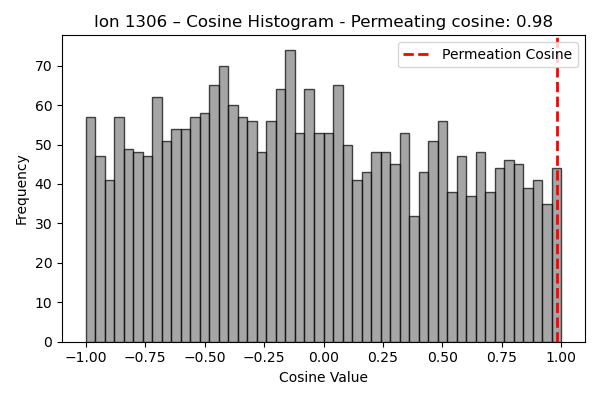 Ion 1306 – Cosine Histogram - Permeating cosine: 0.98
Permeation Cosine
Frequency
70
60
50
40
30
20
10
0
−1.00 −0.75 −0.50 −0.25 0.00 0.25 0.50 0.75 1.00
Cosine Value